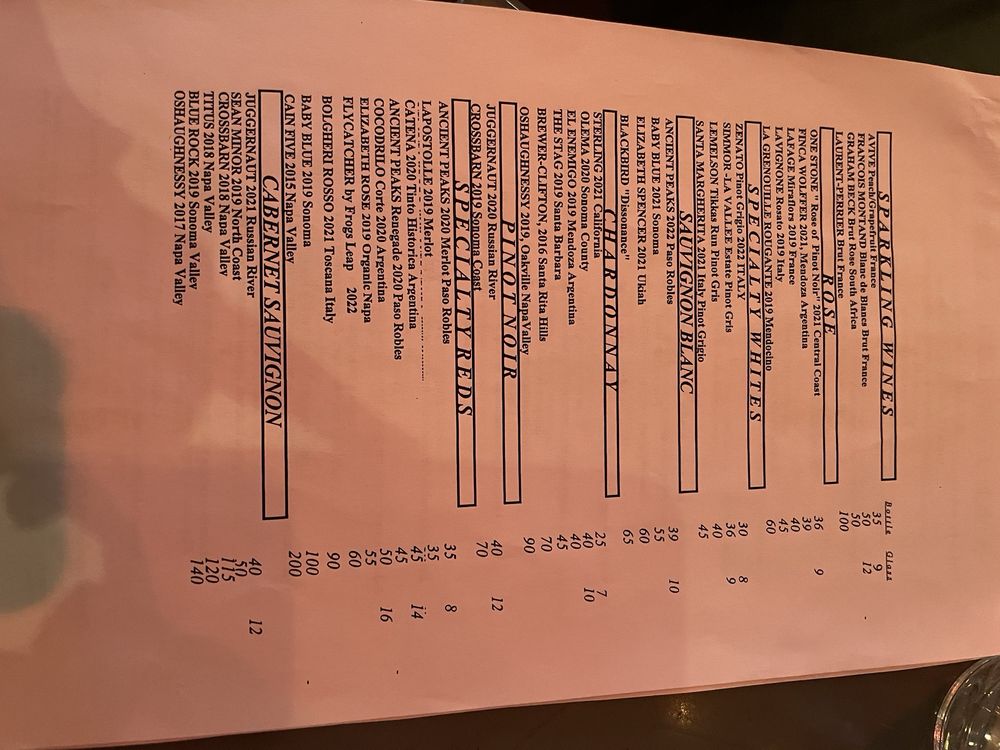 Bottle Glass
SPARKLING WINES
AVIVE Peach/Grapefruit France 35 9
FRANCOIS MONTAND Blanc de Blancs Brut France 50 12
GRAHAM BECK Brut Rose South Africa 50
LAURENT-PERRIER Brut France 100
ROSE
ONE STONE " Rose of Pinot Noir" 2021 Central Coast 36 9
FINCA WOLFFER 2021, Mendoza Argentina 39
LAFAGE Miraflors 2019 France 40
LAVIGNONE Rosato 2019 Italy 45
LA GRENOUILLE ROUGANTE 2019 Mendocino 60
SPECIALTY WHITES
ZENATO Pinot Grigio 2022 ITALY 30 8
SIMMOR -LA VALLEE Estate Pinot Gris 36 9
LEMELSON Tikkas Run Pinot Gris 40
SANTA MARGHERITA 2021 Italy Pinot Grigio 45
SAUVIGNON BLANC
ANCIENT PEAKS 2022 Paso Robles 39 10
BABY BLUE 2021 Sonoma 55
ELIZABETH SPENCER 2021 Ukiah 60
BLACKBIRD "Dissonance" 65
CHARDONNAY
STERLING 2021 California 25 7
OLEMA 2020 Sonoma County 40 10
EL ENEMIGO 2019 Mendoza Argentina 40
THE STAG 2019 Santa Barbara 45
BREWER-CLIFTON, 2016 Santa Rita Hills 70
OSHAUGHNESSY 2019, Oakville NapaValley 90
PINOT NOIR
JUGGERNAUT 2020 Russian River 40 12
CROSSBARN 2019 Sonoma Coast 70
SPECIALTY REDS
ANCIENT PEAKS 2020 Merlot Paso Robles 35 8
LAPOSTOLLE 2019 Merlot 35
CATENA 2020 Tinto Historica Argentina 45 14
ANCIENT PEAKS Renegade 2020 Paso Robles 45
COCODRILO Corte 2020 Argentina 50 16
ELIZABETH ROSE 2019 Organic Napa 55
FLYCATCHER by Frogs Leap 2022 60
BOLGHERI ROSSO 2021 Toscana Italy 90
BABY BLUE 2019 Sonoma 100
CAIN FIVE 2015 Napa Valley 200
CABERNET SAUVIGNON
JUGGERNAUT 2021 Russian River 40 12
SEAN MINOR 2019 North Coast 50
CROSSBARN 2018 Napa Valley 115
TITUS 2018 Napa Valley 120
BLUE ROCK 2019 Sonoma Valley 140
OSHAUGHNESSY 2017 Napa Valley